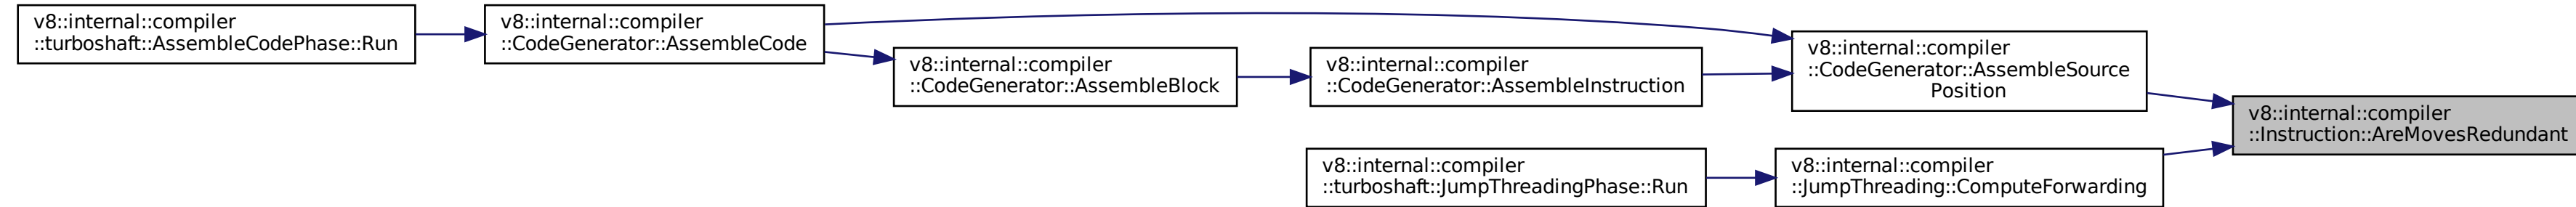 v8::internal::compiler
::turboshaft::AssembleCodePhase::Run
v8::internal::compiler
::CodeGenerator::AssembleCode
v8::internal::compiler
::CodeGenerator::AssembleBlock
v8::internal::compiler
::CodeGenerator::AssembleInstruction
v8::internal::compiler
::CodeGenerator::AssembleSource
Position
v8::internal::compiler
::Instruction::AreMovesRedundant
v8::internal::compiler
::turboshaft::JumpThreadingPhase::Run
v8::internal::compiler
::JumpThreading::ComputeForwarding